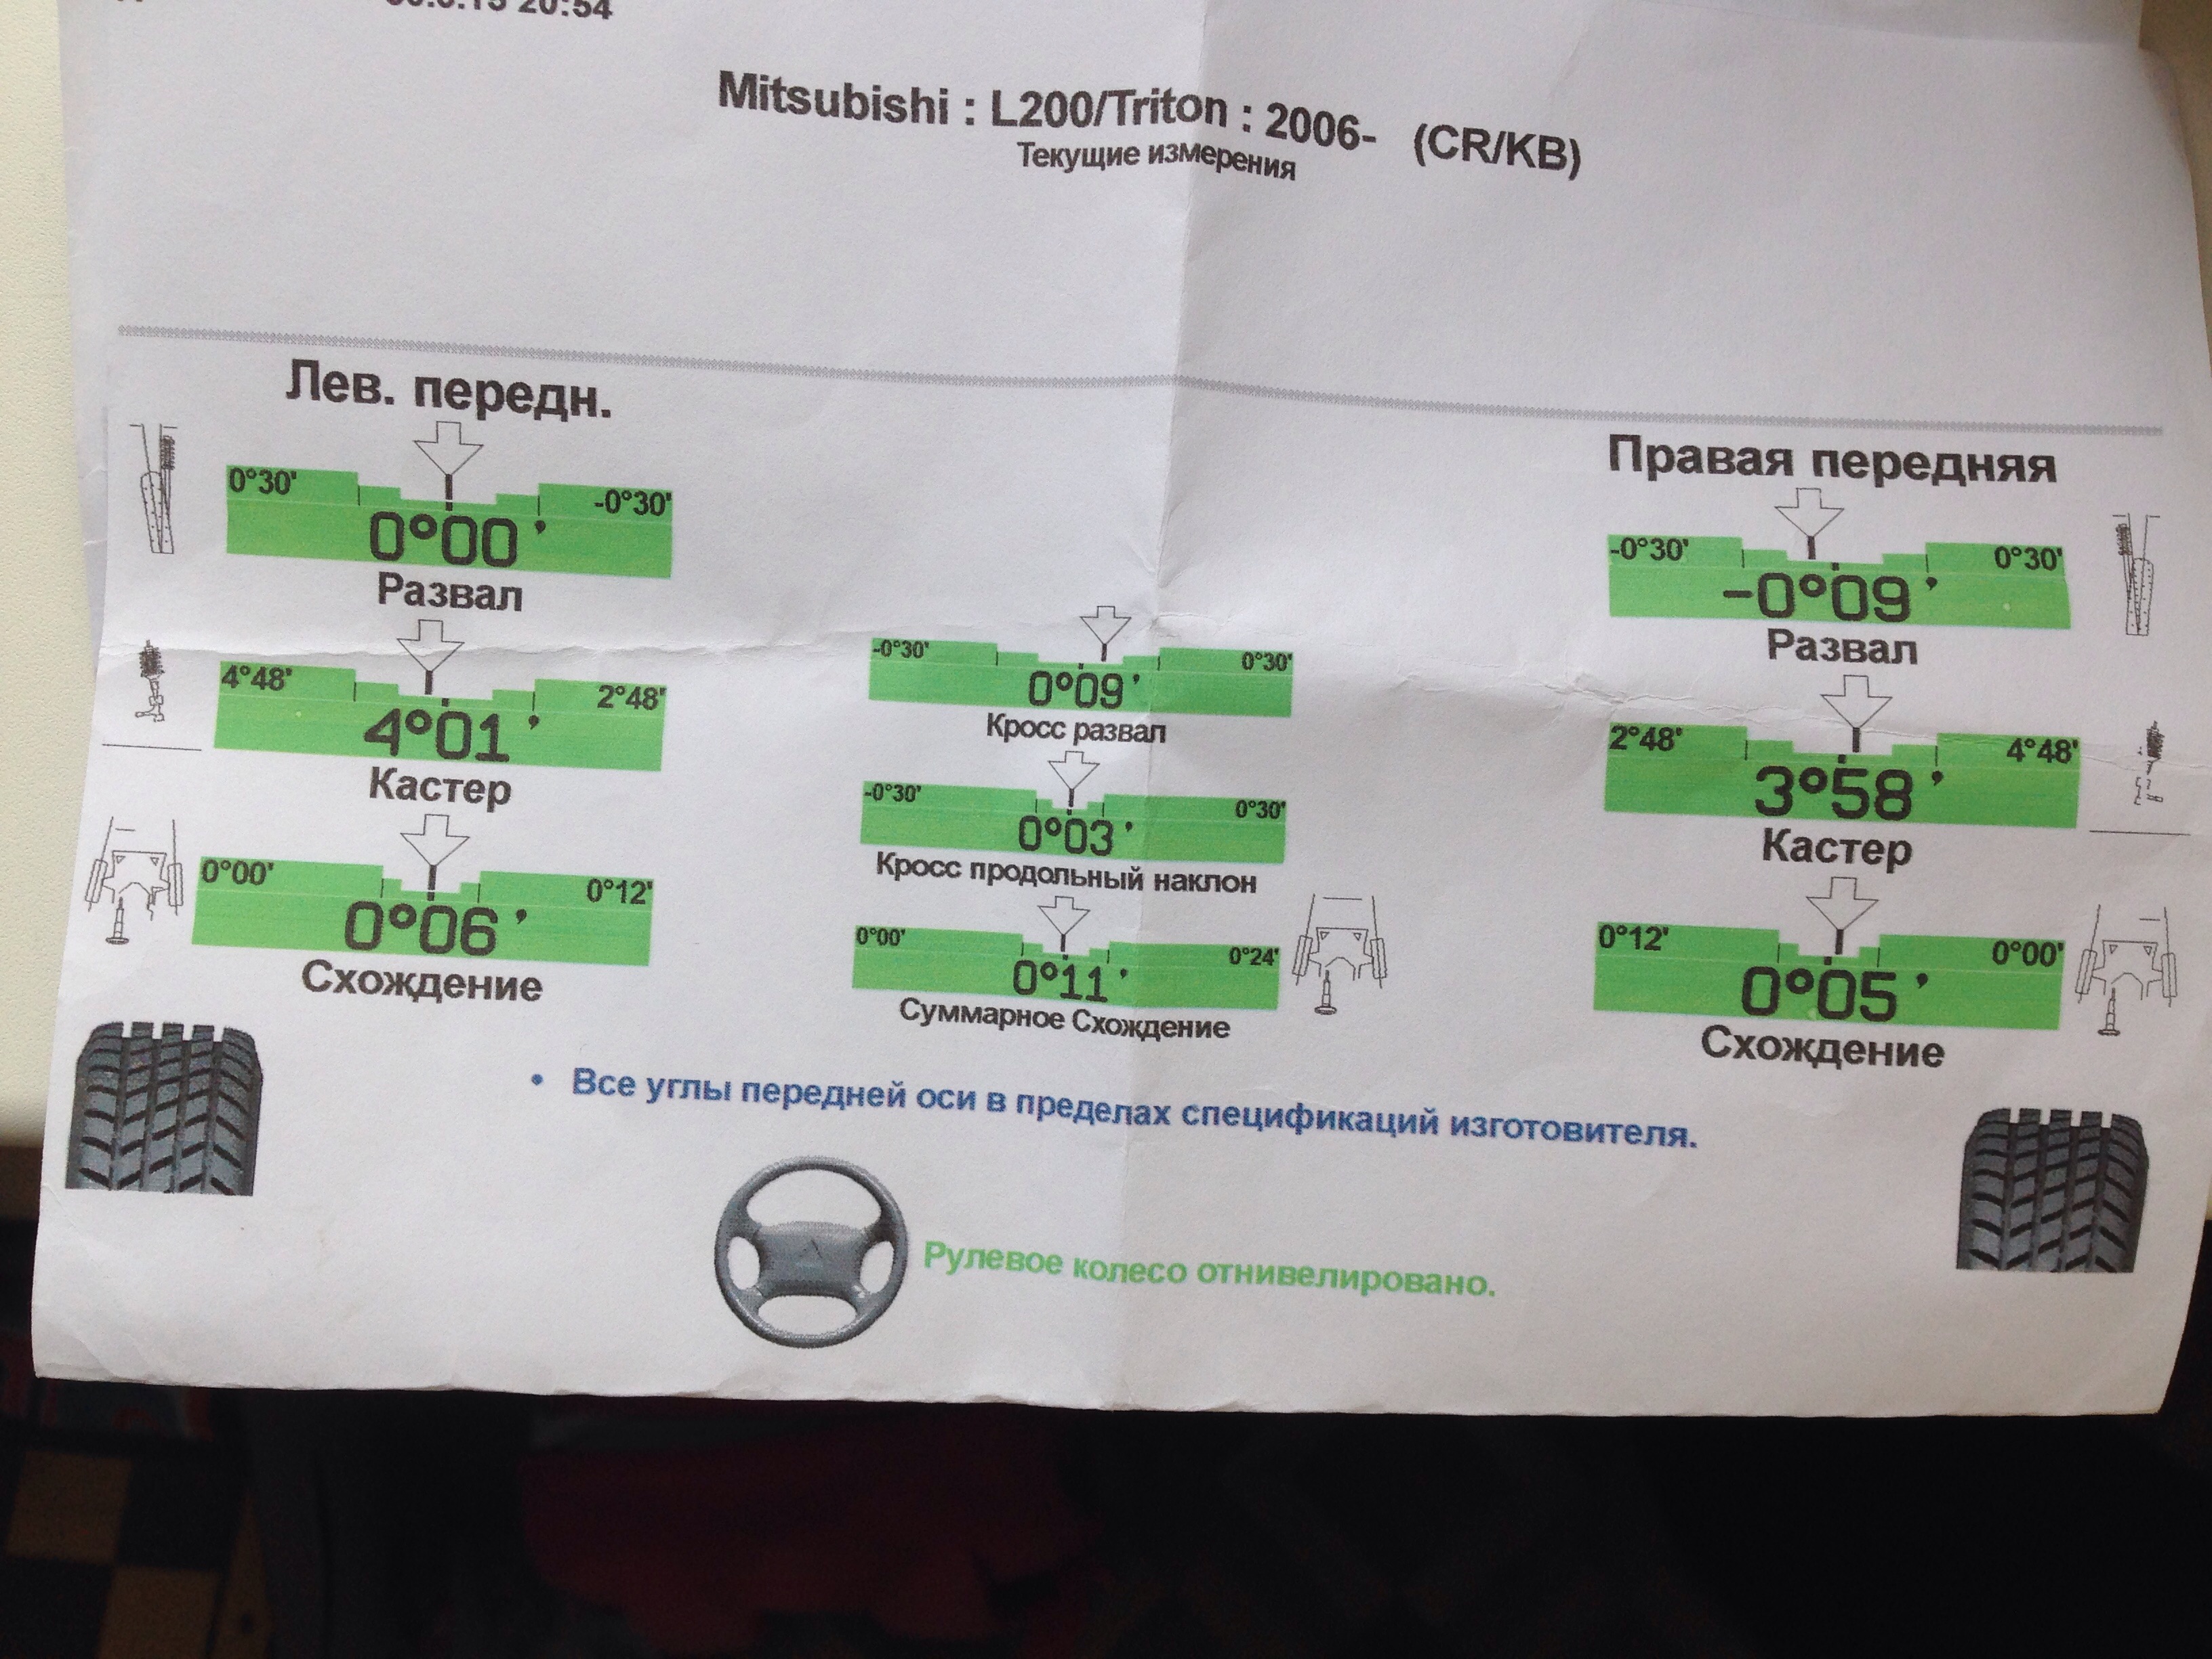 20:54
Mitsubishi : L200/Triton : 2006- (CR/KB)
Текущие измерения
Лев. передн.
0°30' -0°30'
0°00 '
Развал
4°48' 2°48'
4°01 '
Кастер
0°00' 0°12'
0°06 '
Схождение
-0°30' 0°30'
0°09 '
Кросс развал
-0°30' 0°30'
0°03 '
Кросс продольный наклон
0°00' 0°24'
0°11 '
Суммарное Схождение
Правая передняя
-0°30' 0°30'
-0°09 '
Развал
2°48' 4°48'
3°58 '
Кастер
0°12' 0°00'
0°05 '
Схождение
• Все углы передней оси в пределах спецификаций изготовителя.
Рулевое колесо отнивелировано.